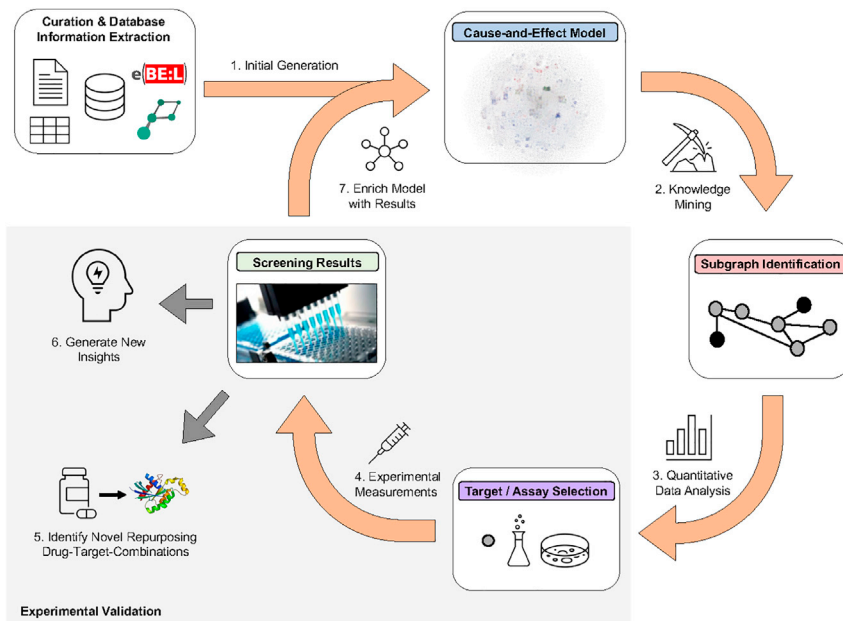 Curation & Database
Information Extraction
e(BE:L)
1. Initial Generation
Cause-and-Effect Model
7. Enrich Model
with Results
2. Knowledge
Mining
Screening Results
Subgraph Identification
6. Generate New
Insights
4. Experimental
Measurements
3. Quantitative
Data Analysis
Target / Assay Selection
5. Identify Novel Repurposing
Drug-Target-Combinations
Experimental Validation